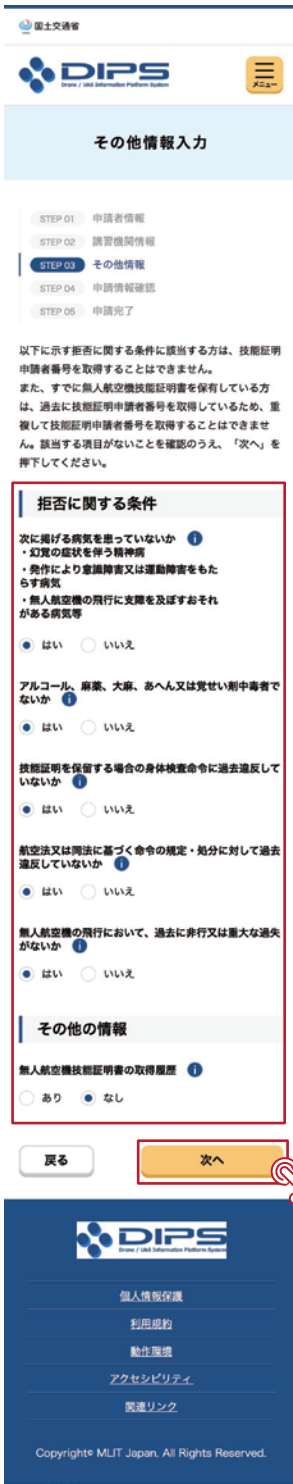 国土交通省
DIPS
Drone / UAS Information Platform System
メニュー
その他情報入力
STEP 01 申請者情報
STEP 02 講習機関情報
STEP 03 その他情報
STEP 04 申請情報確認
STEP 05 申請完了
以下に示す拒否に関する条件に該当する方は、技能証明
申請者番号を取得することはできません。
また、すでに無人航空機技能証明書を保有している方
は、過去に技能証明申請者番号を取得しているため、重
複して技能証明申請者番号を取得することはできませ
ん。該当する項目がないことを確認のうえ、「次へ」を
押下してください。
拒否に関する条件
次に掲げる病気を患っていないか i
・幻覚の症状を伴う精神病
・発作により意識障害又は運動障害をもた
らす病気
・無人航空機の飛行に支障を及ぼすおそれ
がある病気等
はい いいえ
アルコール、麻薬、大麻、あへん又は覚せい剤中毒者で
ないか i
はい いいえ
技能証明を保留する場合の身体検査命令に過去違反して
いないか i
はい いいえ
航空法又は同法に基づく命令の規定・処分に対して過去
違反していないか i
はい いいえ
無人航空機の飛行において、過去に非行又は重大な過失
がないか i
はい いいえ
その他の情報
無人航空機技能証明書の取得履歴 i
あり なし
戻る 次へ
DIPS
Drone / UAS Information Platform System
個人情報保護
利用規約
動作環境
アクセシビリティ
関連リンク
Copyright© MLIT Japan. All Rights Reserved.